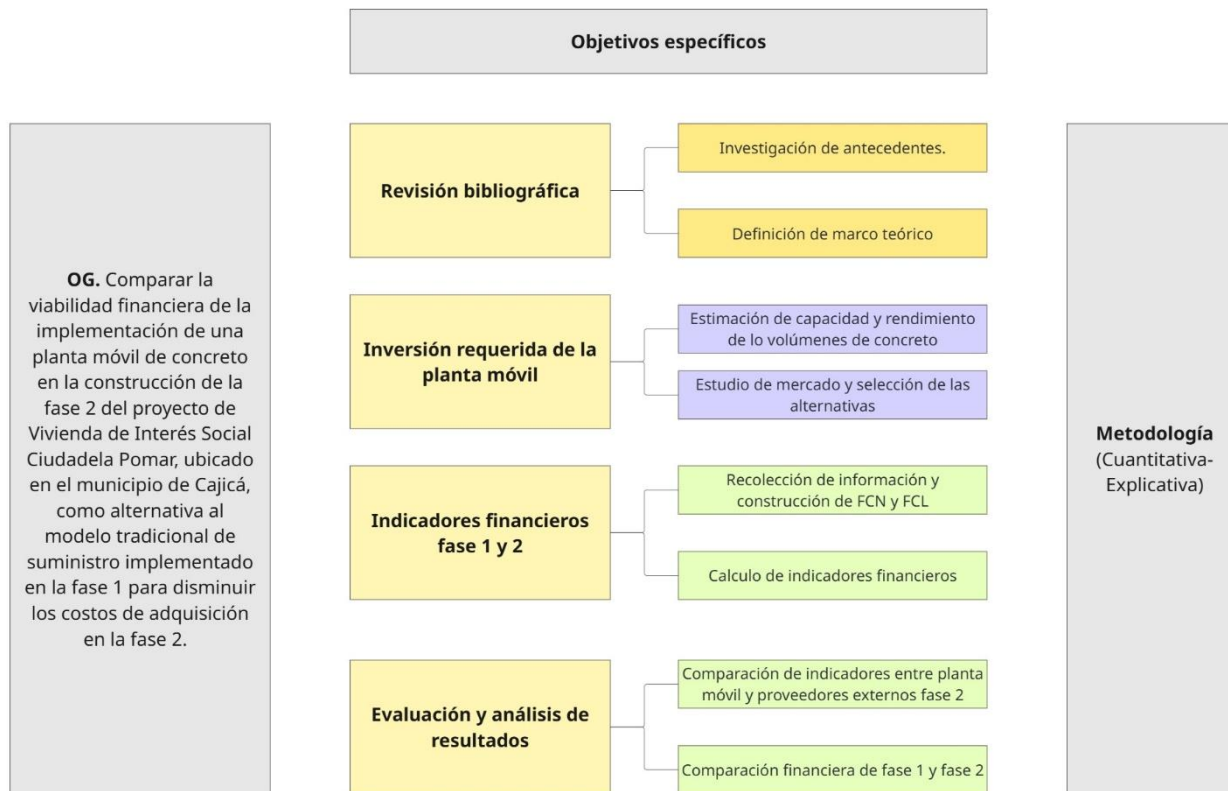 Objetivos específicos
OG. Comparar la
viabilidad financiera de la
implementación de una
planta móvil de concreto
en la construcción de la
fase 2 del proyecto de
Vivienda de Interés Social
Ciudadela Pomar, ubicado
en el municipio de Cajicá,
como alternativa al
modelo tradicional de
suministro implementado
en la fase 1 para disminuir
los costos de adquisición
en la fase 2.
Revisión bibliográfica
Investigación de antecedentes.
Definición de marco teórico
Inversión requerida de la
planta móvil
Estimación de capacidad y rendimiento
de lo volúmenes de concreto
Estudio de mercado y selección de las
alternativas
Indicadores financieros
fase 1 y 2
Recolección de información y
construcción de FCN y FCL
Calculo de indicadores financieros
Evaluación y análisis de
resultados
Comparación de indicadores entre planta
móvil y proveedores externos fase 2
Comparación financiera de fase 1 y fase 2
Metodología
(Cuantitativa-
Explicativa)